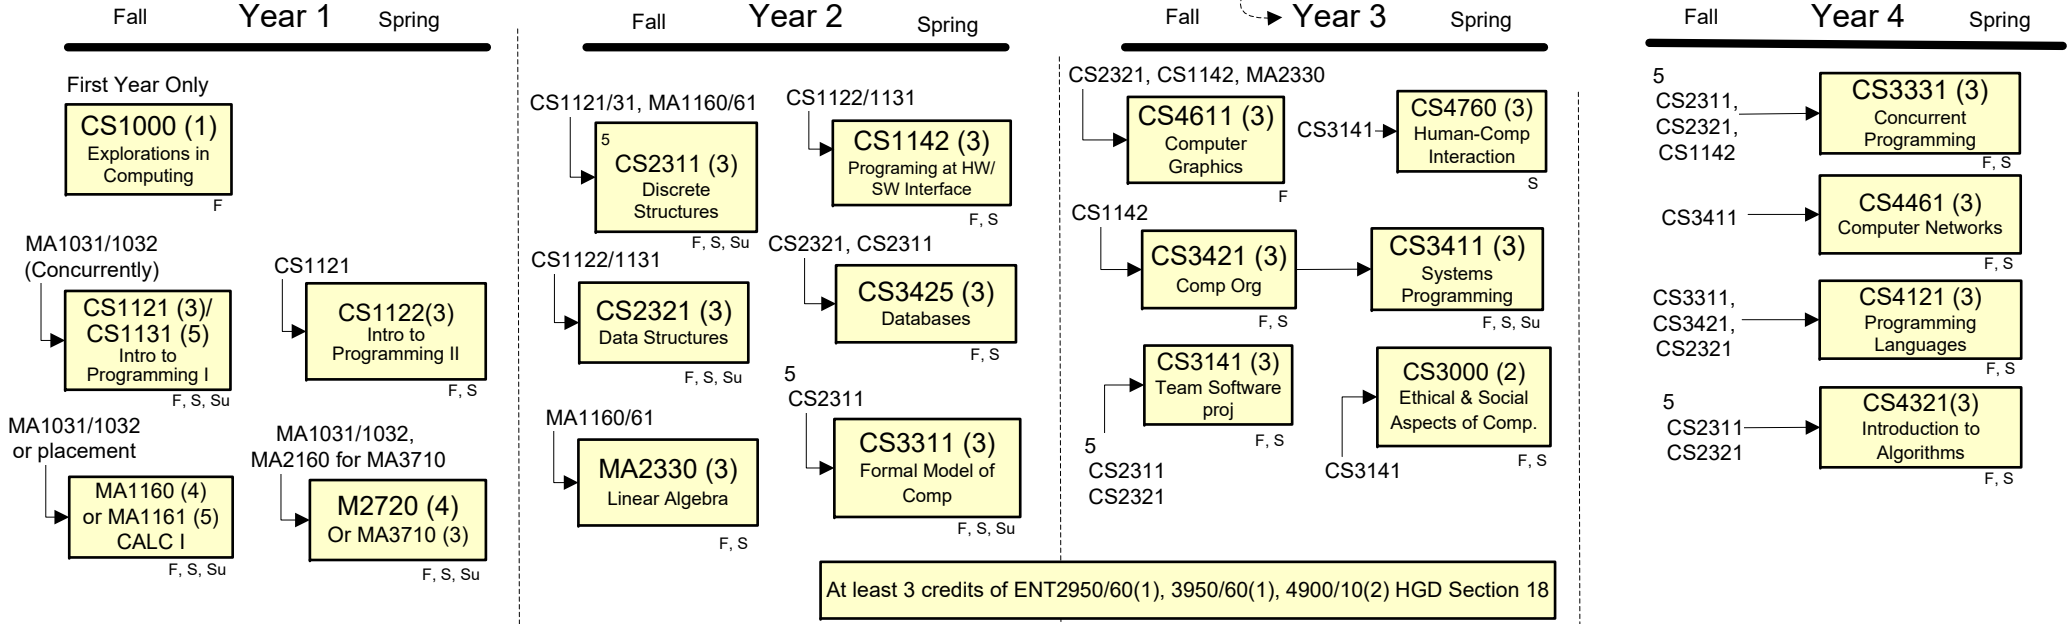 Fall
Year 1
Spring
First Year Only
CS1000 (1)
Explorations in
Computing
F
MA1031/1032
(Concurrently)
CS1121 (3)/
CS1131 (5)
Intro to
Programming I
F, S, Su
CS1121
CS1122(3)
Intro to
Programming II
F, S
MA1031/1032
or placement
MA1160 (4)
or MA1161 (5)
CALC I
F, S, Su
MA1031/1032,
MA2160 for MA3710
M2720 (4)
Or MA3710 (3)
F, S, Su
Fall
Year 2
Spring
CS1121/31, MA1160/61
5
CS2311 (3)
Discrete
Structures
F, S, Su
CS1122/1131
CS1142 (3)
Programing at HW/
SW Interface
F, S
CS1122/1131
CS2321 (3)
Data Structures
F, S, Su
CS2321, CS2311
CS3425 (3)
Databases
F, S
MA1160/61
MA2330 (3)
Linear Algebra
F, S
5
CS2311
CS3311 (3)
Formal Model of
Comp
F, S, Su
Fall
Year 3
Spring
CS2321, CS1142, MA2330
CS4611 (3)
Computer
Graphics
F
CS3141
CS4760 (3)
Human-Comp
Interaction
S
CS1142
CS3421 (3)
Comp Org
F, S
CS3411 (3)
Systems
Programming
F, S, Su
CS3141 (3)
Team Software
proj
F, S
5
CS2311
CS2321
CS3000 (2)
Ethical & Social
Aspects of Comp.
F, S
CS3141
At least 3 credits of ENT2950/60(1), 3950/60(1), 4900/10(2) HGD Section 18
Fall
Year 4
Spring
5
CS2311,
CS2321,
CS1142
CS3331 (3)
Concurrent
Programming
F, S
CS3411
CS4461 (3)
Computer Networks
F, S
CS3311,
CS3421,
CS2321
CS4121 (3)
Programming
Languages
F, S
5
CS2311
CS2321
CS4321(3)
Introduction to
Algorithms
F, S